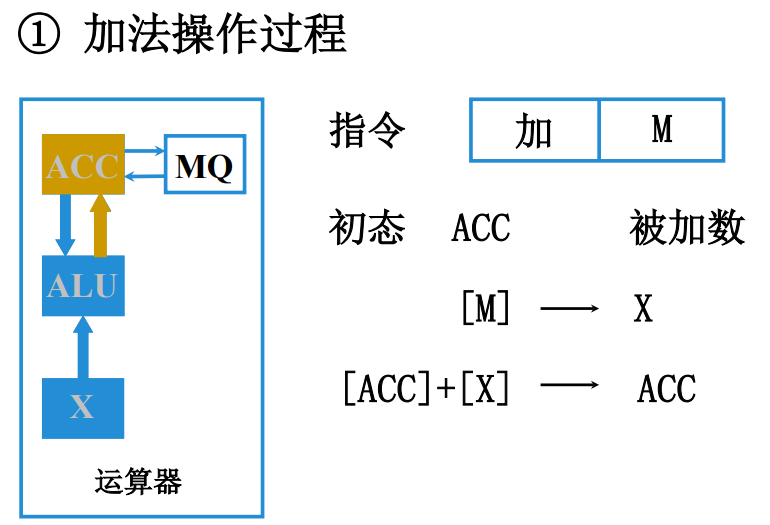 ① 加法操作过程
指令 加 M
ACC MQ
初态 ACC 被加数
ALU
[M] → X
[ACC]+[X] → ACC
X
运算器